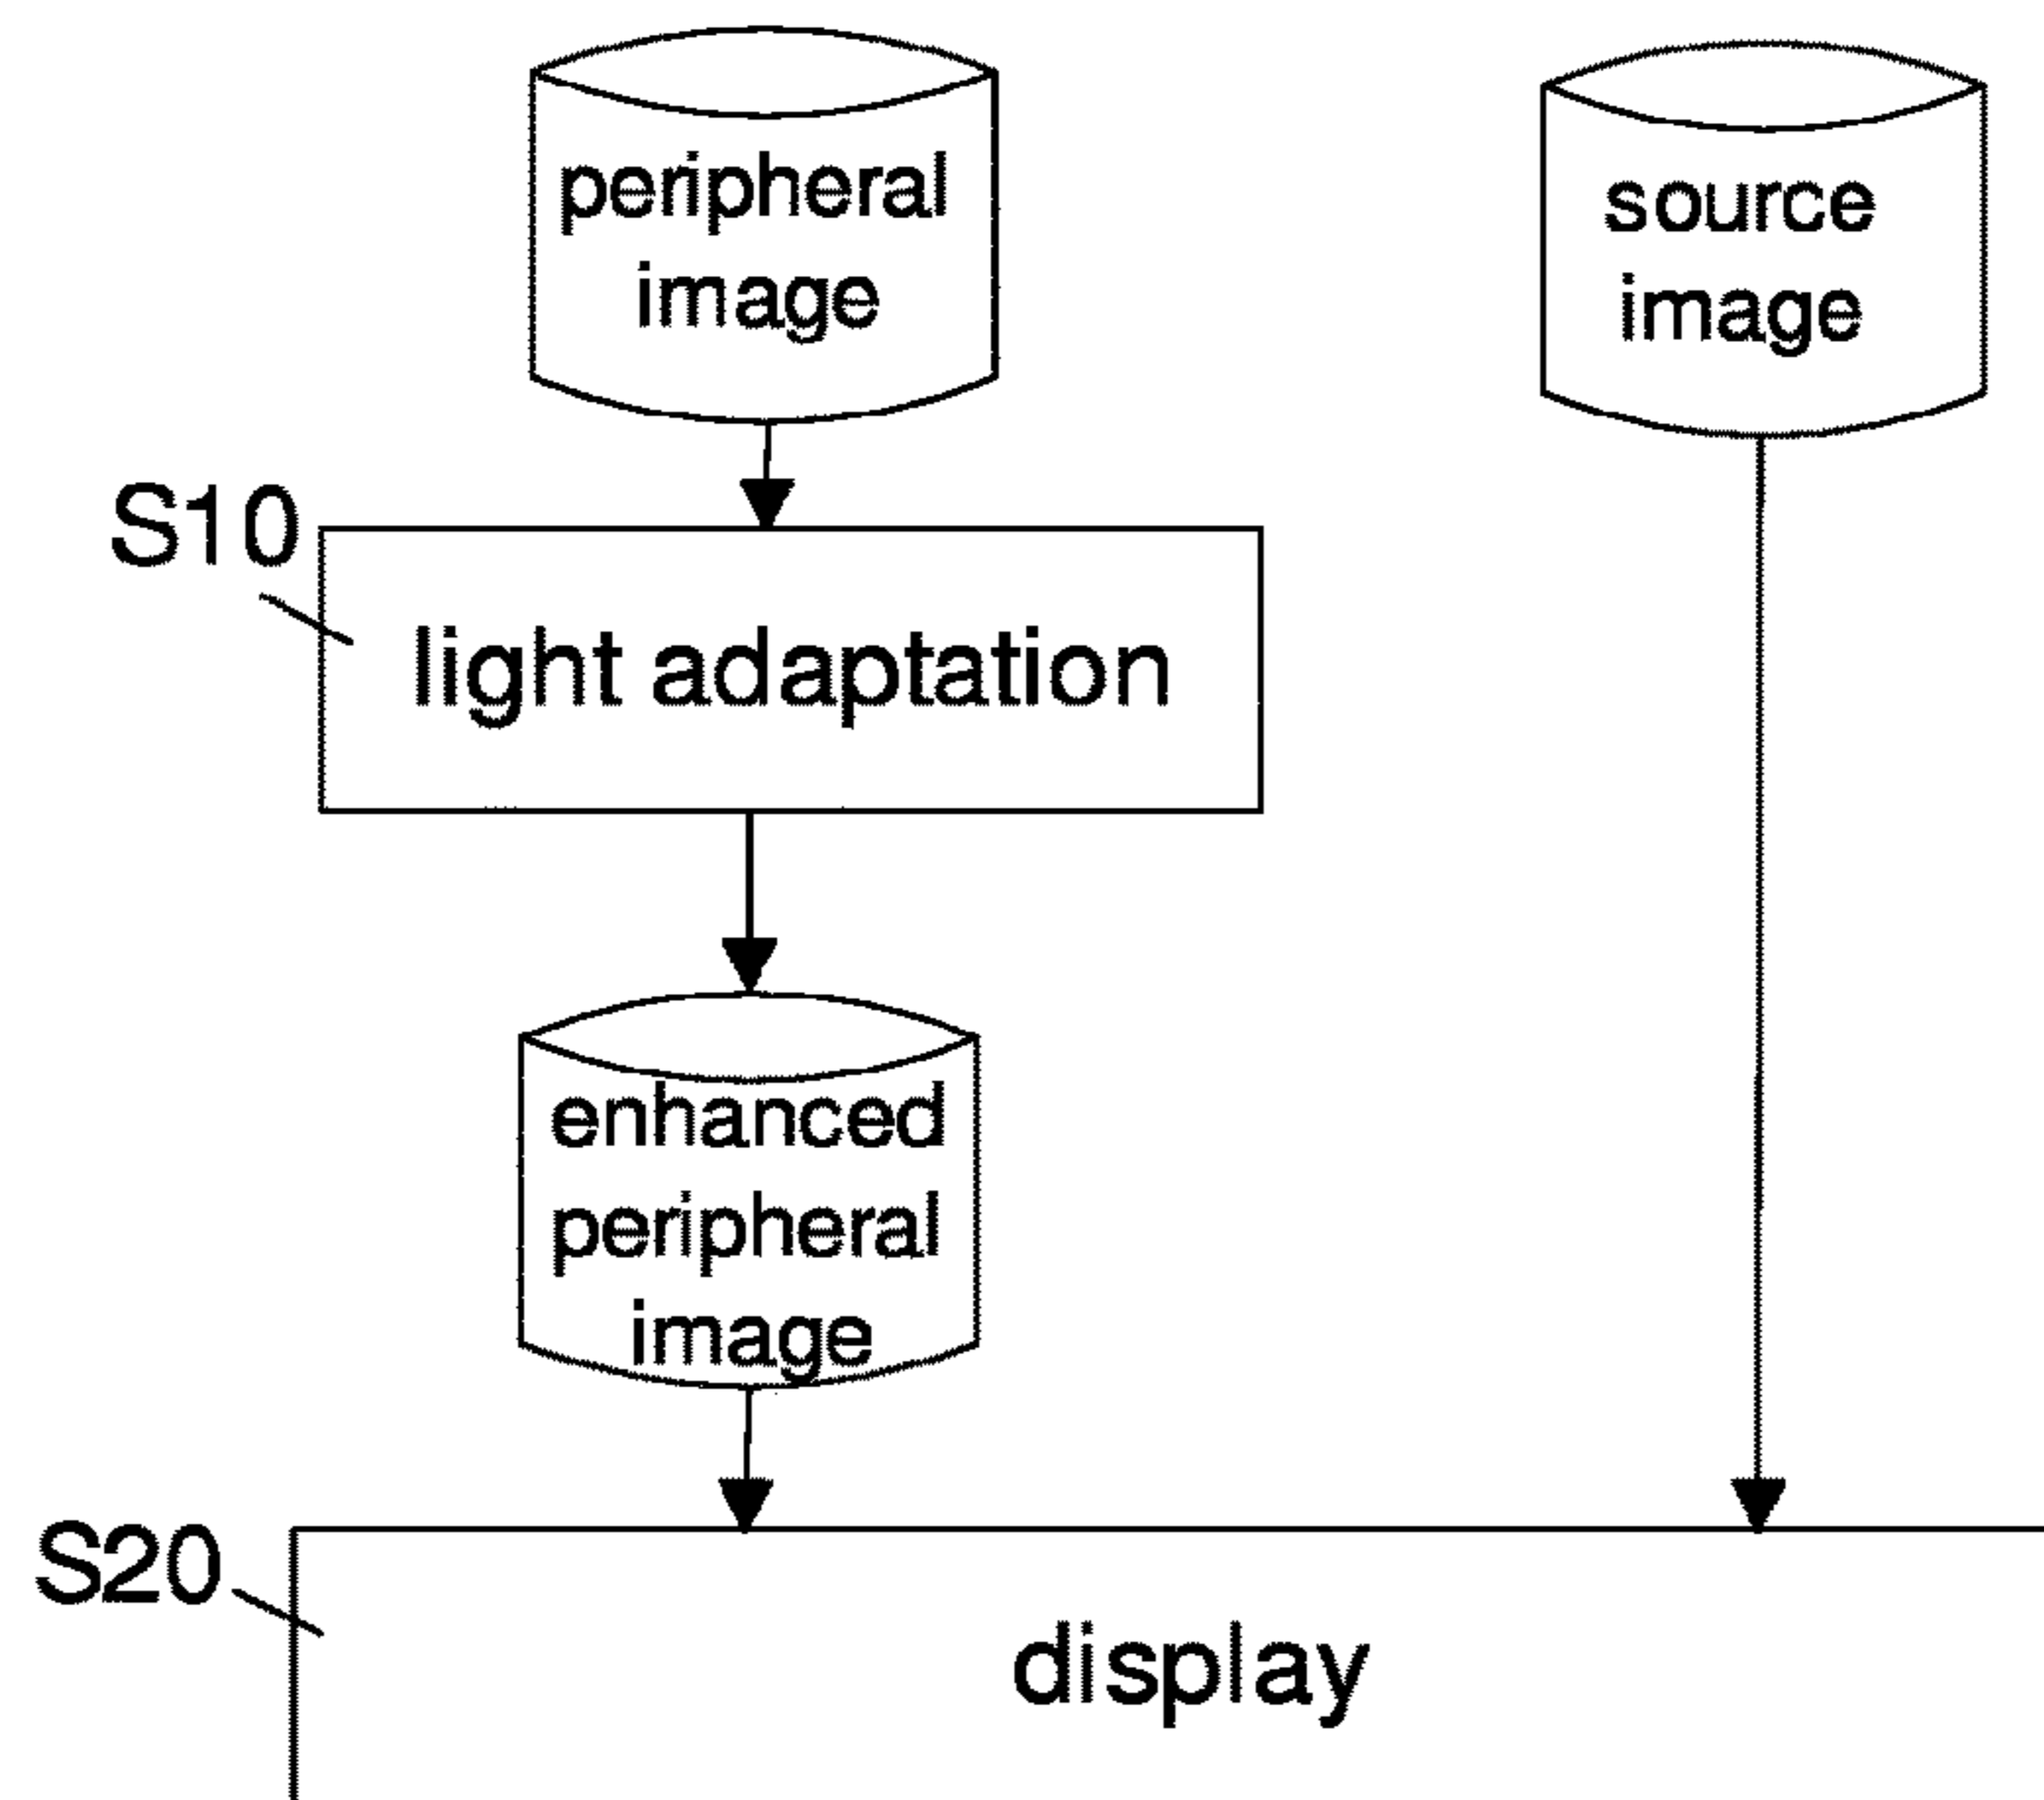 peripheral
image
source
image
S10
light adaptation
enhanced
peripheral
image
S20
display